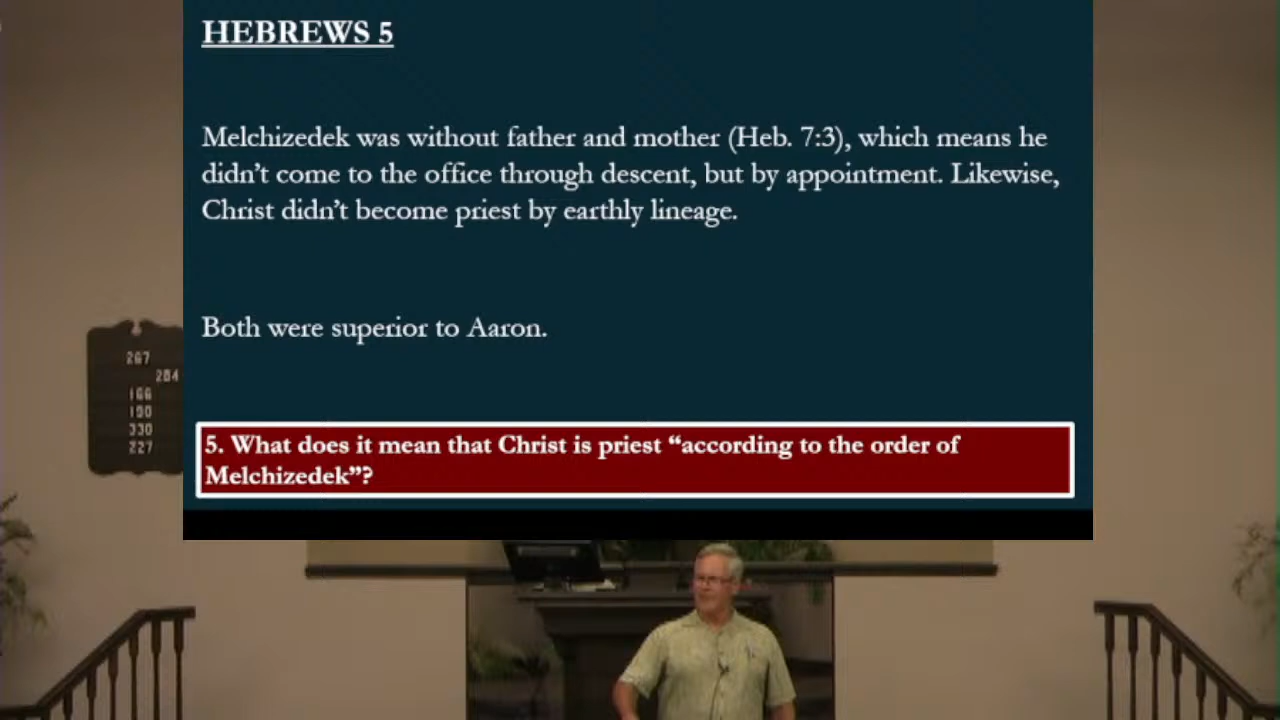 HEBREWS 5
Melchizedek was without father and mother (Heb. 7:3), which means he
didn't come to the office through descent, but by appointment. Likewise,
Christ didn't become priest by earthly lineage.
Both were superior to Aaron.
5. What does it mean that Christ is priest “according to the order of
Melchizedek”?
267
284
166
190
330
227